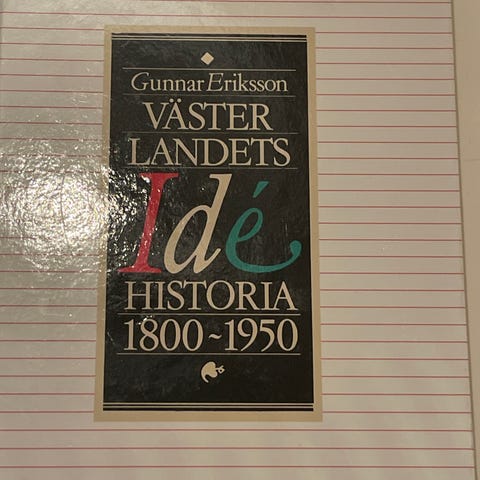 Gunnar Eriksson
VÄSTER
LANDETS
Idé
HISTORIA
1800~1950